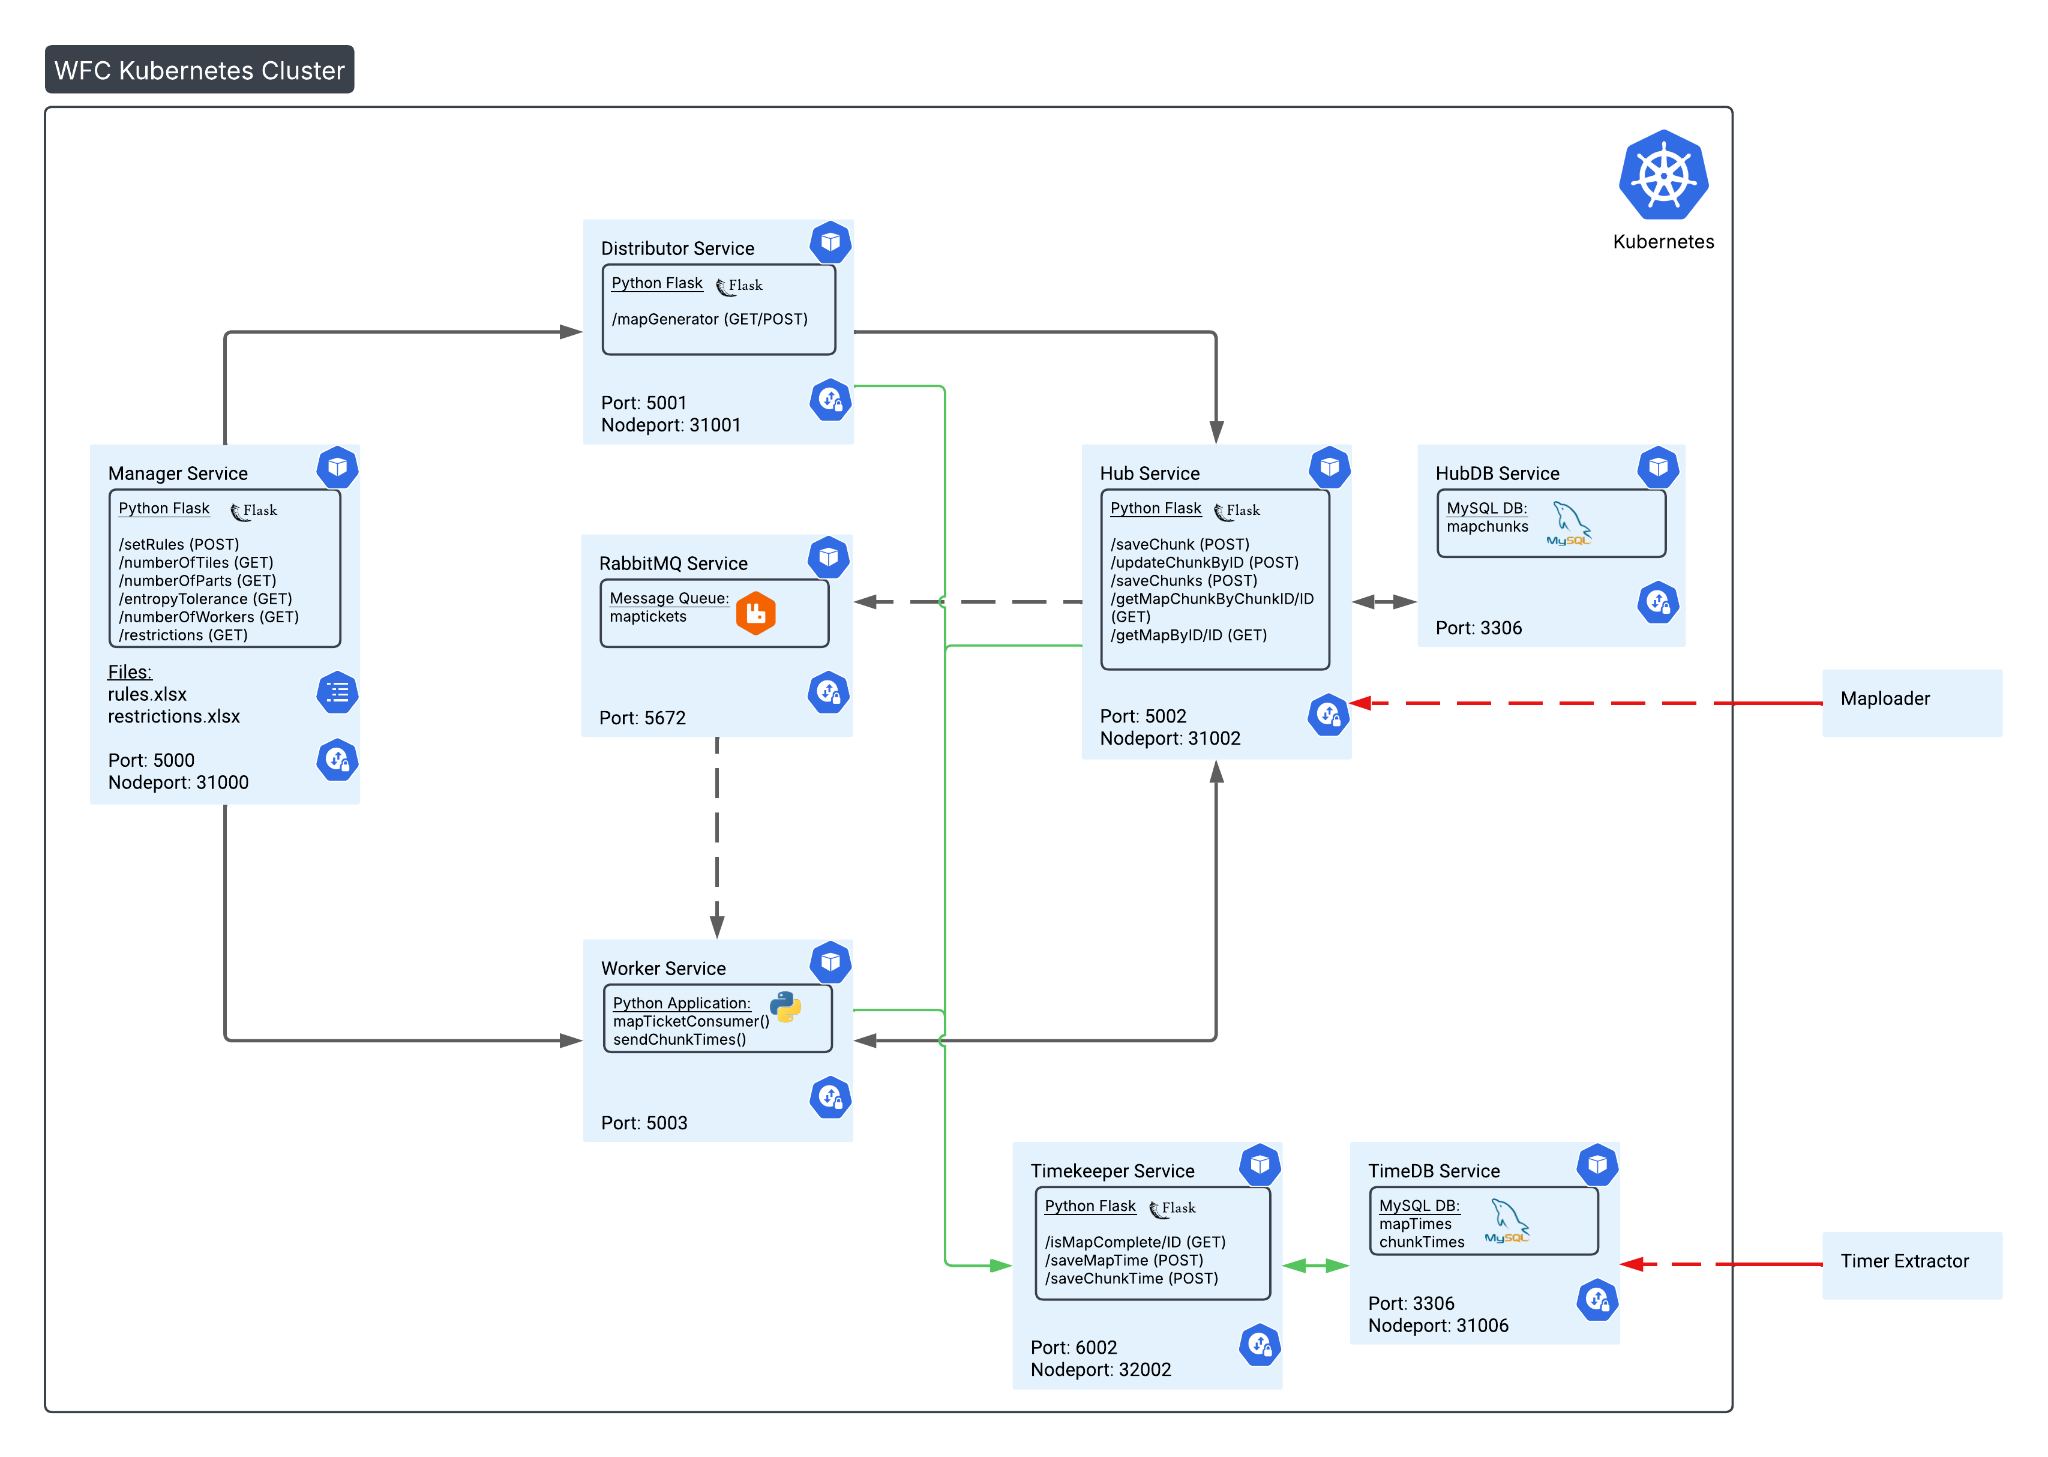 WFC Kubernetes Cluster
Kubernetes
Distributor Service
Python Flask
Flask
/mapGenerator (GET/POST)
Port: 5001
Nodeport: 31001
Manager Service
Python Flask
Flask
/setRules (POST)
/numberOfTiles (GET)
/numberOfParts (GET)
/entropyTolerance (GET)
/numberOfWorkers (GET)
/restrictions (GET)
Files:
rules.xlsx
restrictions.xlsx
Port: 5000
Nodeport: 31000
RabbitMQ Service
Message Queue:
maptickets
Port: 5672
Hub Service
Python Flask
Flask
/saveChunk (POST)
/updateChunkByID (POST)
/saveChunks (POST)
/getMapChunkByChunkID/ID
(GET)
/getMapByID/ID (GET)
Port: 5002
Nodeport: 31002
HubDB Service
MySQL DB:
mapchunks
MySQL
Port: 3306
Maploader
Worker Service
Python Application:
mapTicketConsumer()
sendChunkTimes()
Port: 5003
Timekeeper Service
Python Flask
Flask
/isMapComplete/ID (GET)
/saveMapTime (POST)
/saveChunkTime (POST)
Port: 6002
Nodeport: 32002
TimeDB Service
MySQL DB:
mapTimes
chunkTimes
MySQL
Port: 3306
Nodeport: 31006
Timer Extractor